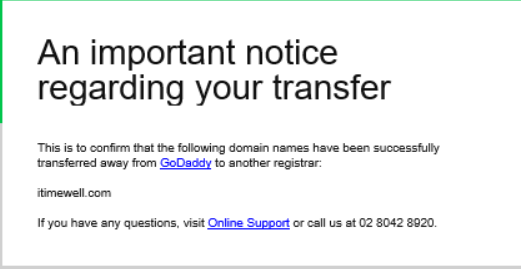 An important notice
regarding your transfer
This is to confirm that the following domain names have been successfully
transferred away from GoDaddy to another registrar:
itimewell.com
If you have any questions, visit Online Support or call us at 02 8042 8920.